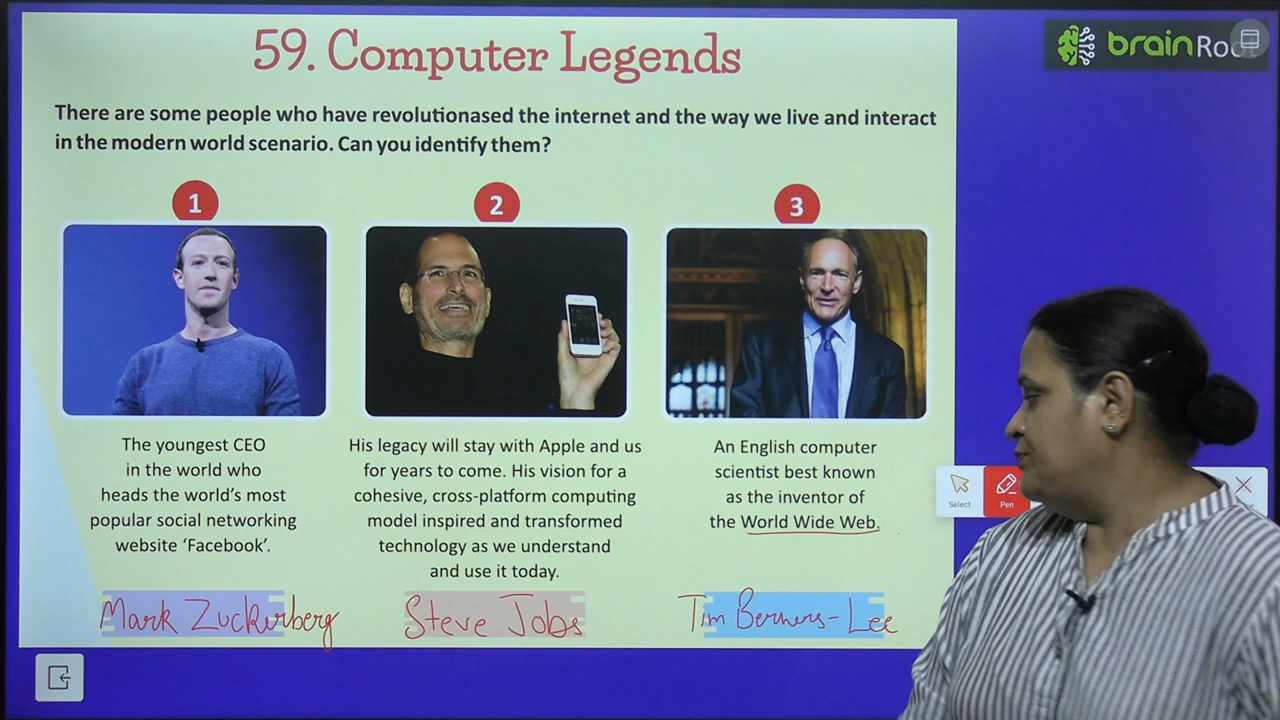 59. Computer Legends
brainRoot
There are some people who have revolutionased the internet and the way we live and interact
in the modern world scenario. Can you identify them?
1
2
3
The youngest CEO
in the world who
heads the world's most
popular social networking
website 'Facebook'.
His legacy will stay with Apple and us
for years to come. His vision for a
cohesive, cross-platform computing
model inspired and transformed
technology as we understand
and use it today.
An English computer
scientist best known
as the inventor of
the World Wide Web.
Select
Pen
Mark Zuckerberg
Steve Jobs
Tim Berners-Lee